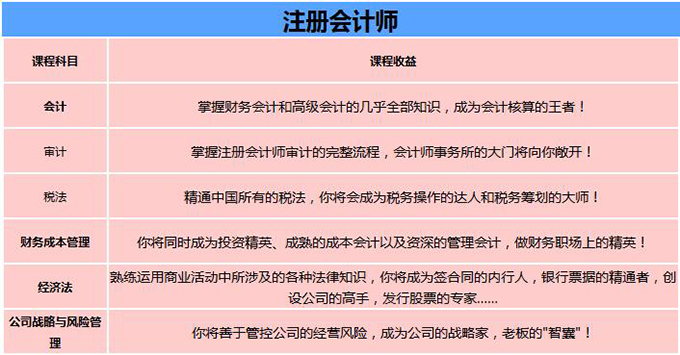 注册会计师
课程科目
课程收益
会计
掌握财务会计和高级会计的几乎全部知识，成为会计核算的王者！
审计
掌握注册会计师审计的完整流程，会计师事务所的大门将向你敞开！
税法
精通中国所有的税法，你将会成为税务操作的达人和税务筹划的大师！
财务成本管理
你将同时成为投资精英、成熟的成本会计以及资深的管理会计，做财务职场上的精英！
经济法
熟练运用商业活动中所涉及的各种法律知识，你将成为签合同的内行人，银行票据的精通者，创
设公司的高手，发行股票的专家......
公司战略与风险管
理
你将善于管控公司的经营风险，成为公司的战略家，老板的"智囊"！